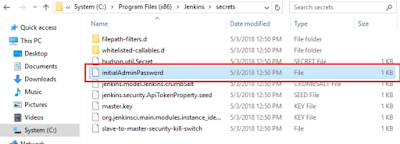 System (C:) > Program Files (x86) > Jenkins > secrets
Quick access
This PC
Desktop
Documents
Downloads
Music
Pictures
Videos
System (C:)
filepath-filters.d 5/3/2018 12:50 PM File folder
whitelisted-callables.d 5/3/2018 12:50 PM File folder
hudson.util.Secret 5/3/2018 12:50 PM SECRET File 1 KB
initialAdminPassword 5/3/2018 12:50 PM File 1 KB
jenkins.model.Jenkins.crumbSalt 5/3/2018 12:50 PM CRUMBSALT File 1 KB
jenkins.security.ApiTokenProperty.seed 5/3/2018 12:50 PM SEED File 1 KB
master.key 5/3/2018 12:50 PM KEY File 1 KB
org.jenkinsci.main.modules.instance_ide... 5/3/2018 12:50 PM KEY File 1 KB
slave-to-master-security-kill-switch 5/3/2018 12:50 PM File 1 KB